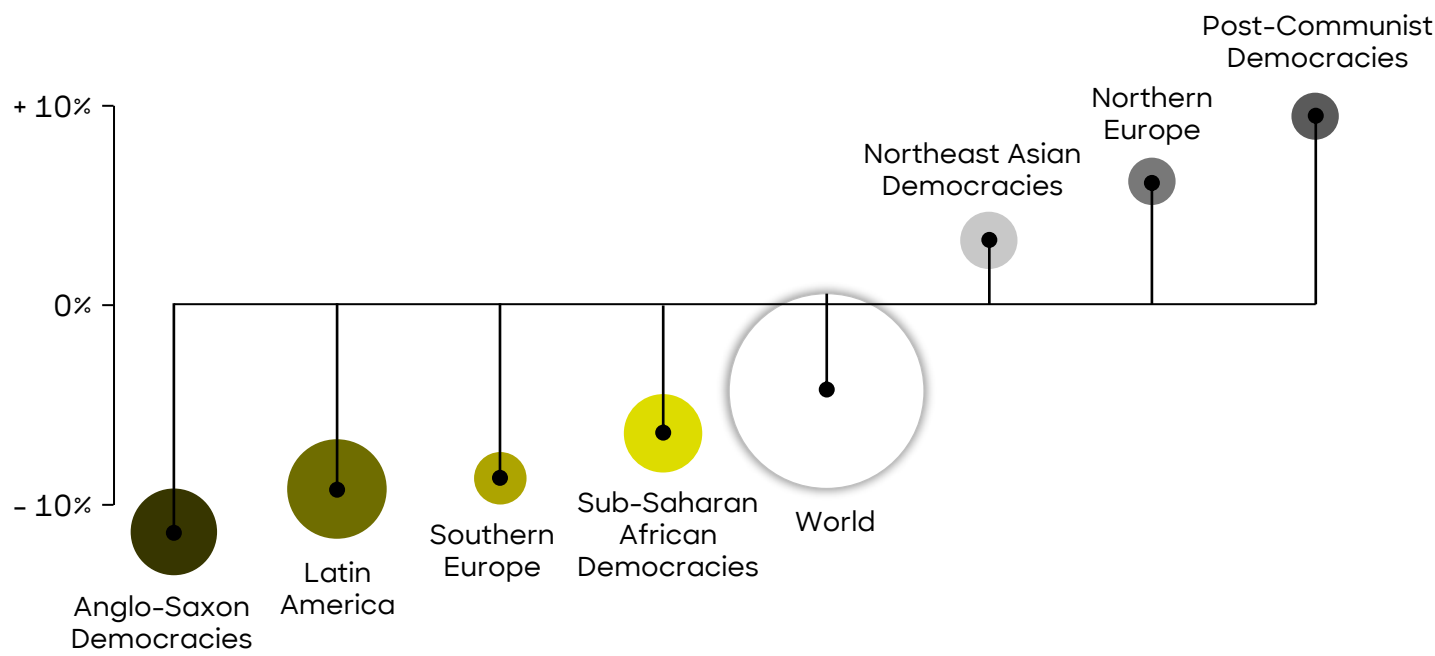 Post-Communist
Democracies
+ 10%
Northern
Europe
Northeast Asian
Democracies
0%
- 10%
Sub-Saharan
African
Democracies
World
Southern
Europe
Latin
America
Anglo-Saxon
Democracies